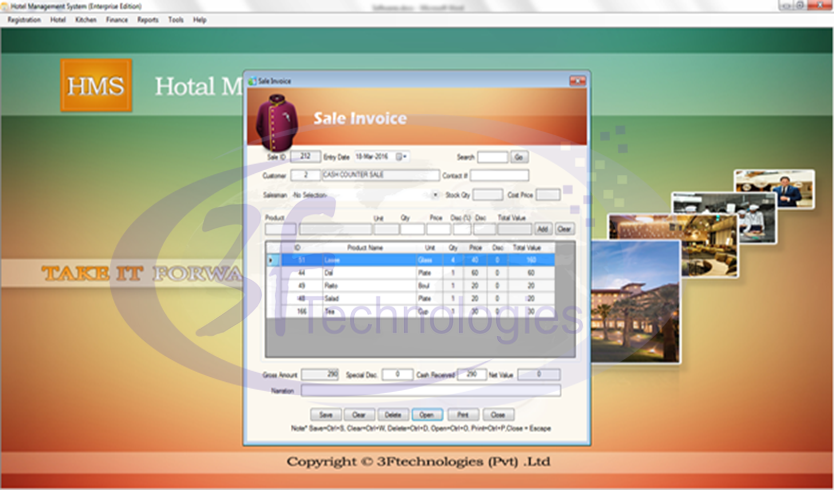 Hotel Management System (Enterprise Edition)
Registration Hotel Kitchen Finance Reports Tools Help
HMS Hotal M
Sale Invoice
Sale Invoice
Sale ID 212 Entry Date 18-Mar-2016 Search Go
Customer 2 CASH COUNTER SALE Contact #
Salesman -No Selection- Stock Qty Cost Price
Product Unit Qty Price Disc (%) Disc Total Value
Add Clear
ID Product Name Unit Qty Price Disc Total Value
51 Glass 4 40 0 160
44 Dal Plate 1 60 0 60
49 Raito Boul 1 20 0 20
48 Salad Plate 1 20 0 20
166 Tea Cup 1 30 0 30
TAKE IT FORWA
3f Technologies
Gross Amount 290 Special Disc. 0 Cash Received 290 Net Value 0
Narration
Save Clear Delete Open Print Close
Note* Save=Ctrl+S, Clear=Ctrl+W, Delete=Ctrl+D, Open=Ctrl+O, Print=Ctrl+P,Close = Escape
Copyright © 3Ftechnologies (Pvt) .Ltd